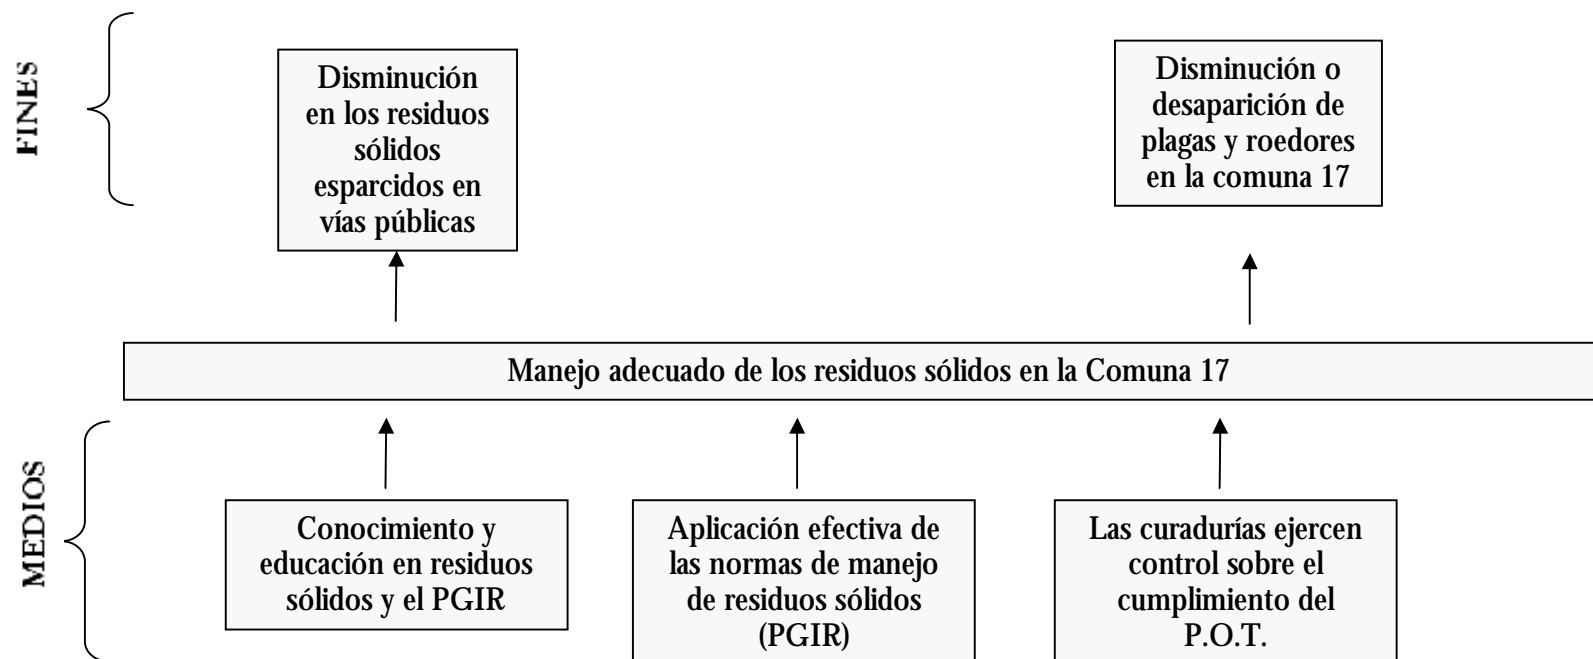 FINES
Disminución
en los residuos
sólidos
esparcidos en
vías públicas
Disminución o
desaparición de
plagas y roedores
en la comuna 17
Manejo adecuado de los residuos sólidos en la Comuna 17
MEDIOS
Conocimiento y
educación en residuos
sólidos y el PGIR
Aplicación efectiva de
las normas de manejo
de residuos sólidos
(PGIR)
Las curadurías ejercen
control sobre el
cumplimiento del
P.O.T.